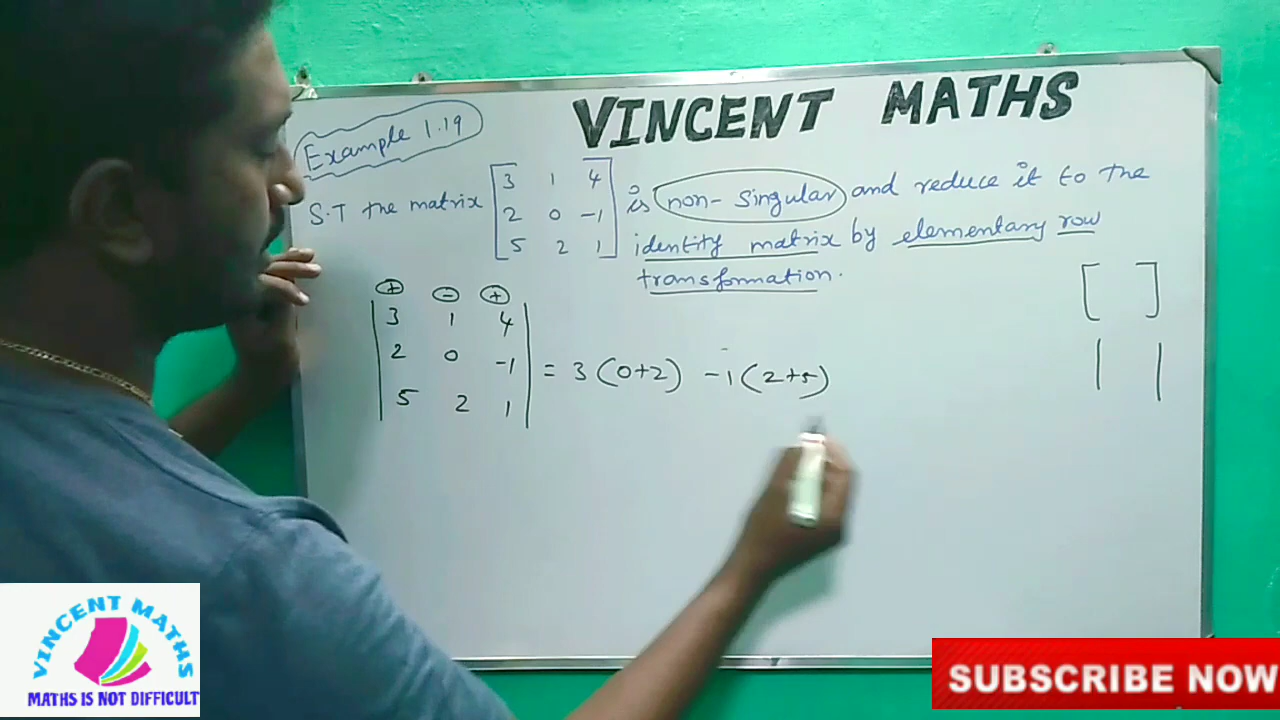 VINCENT MATHS
Example 1.19
S.T the matrix [3 1 4 is non-singular and reduce it to the
2 0 -1
5 2 1] identity matrix by elementary row
transformation.
[ ]
+ - +
| 3 1 4 |
| 2 0 -1 | = 3 (0+2) -1 (2+5)
| 5 2 1 |
| |
VINCENT MATHS
MATHS IS NOT DIFFICULT
SUBSCRIBE NOW